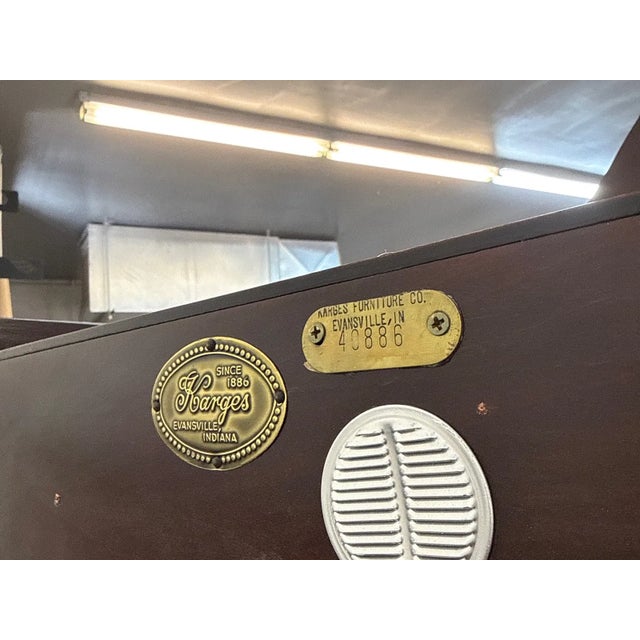 KARGES FURNITURE CO.
EVANSVILLE, IN
40886
SINCE
1886
Karges
EVANSVILLE,
INDIANA